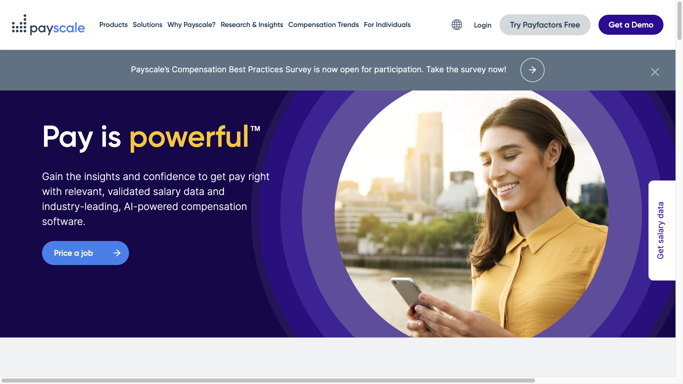 payscale
Products Solutions Why Payscale? Research & Insights Compensation Trends For Individuals
Login
Try Payfactors Free
Get a Demo
Payscale's Compensation Best Practices Survey is now open for participation. Take the survey now!
Pay is powerful™
Gain the insights and confidence to get pay right
with relevant, validated salary data and
industry-leading, AI-powered compensation
software.
Price a job
Get salary data